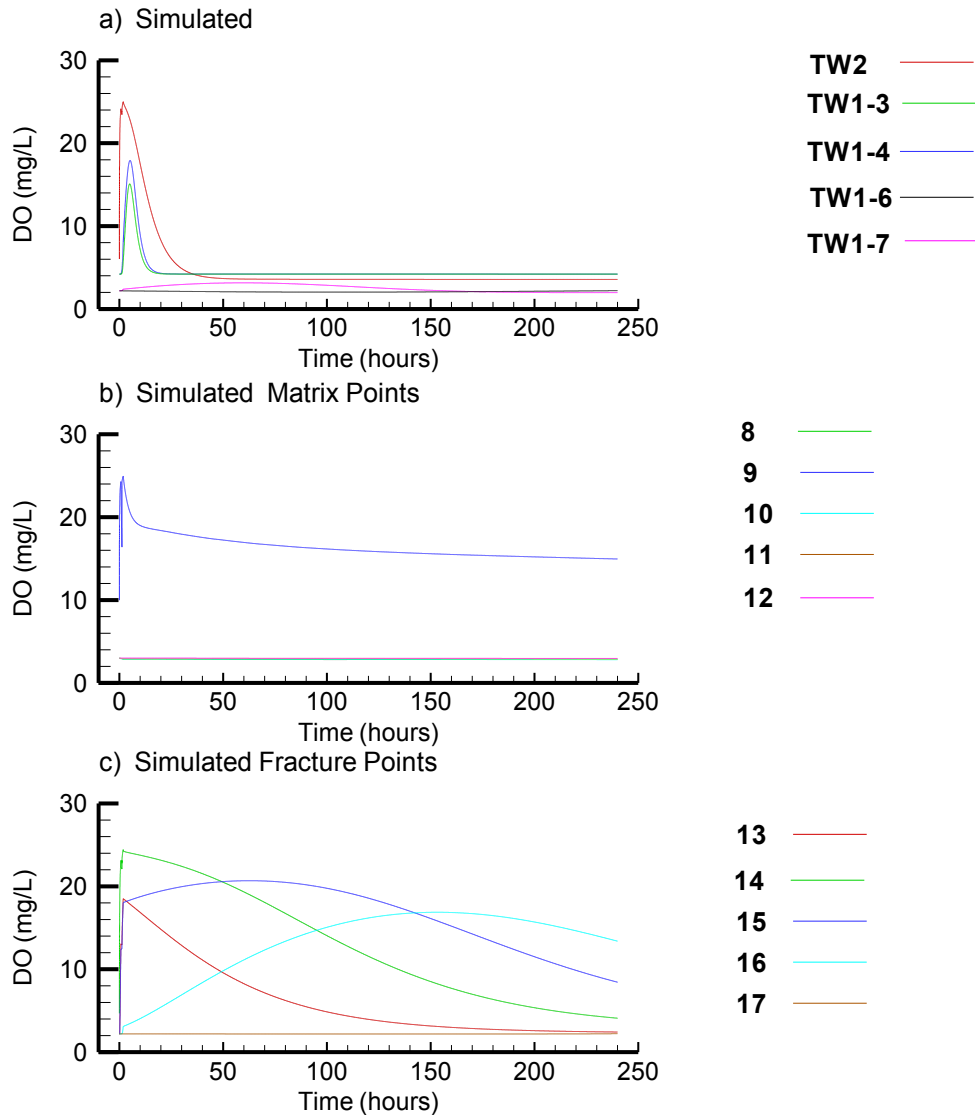 a) Simulated
30
20
10
0
DO (mg/L)
0 50 100 150 200 250
Time (hours)
TW2
TW1-3
TW1-4
TW1-6
TW1-7
b) Simulated Matrix Points
30
20
10
0
DO (mg/L)
0 50 100 150 200 250
Time (hours)
8
9
10
11
12
c) Simulated Fracture Points
30
20
10
0
DO (mg/L)
0 50 100 150 200 250
Time (hours)
13
14
15
16
17